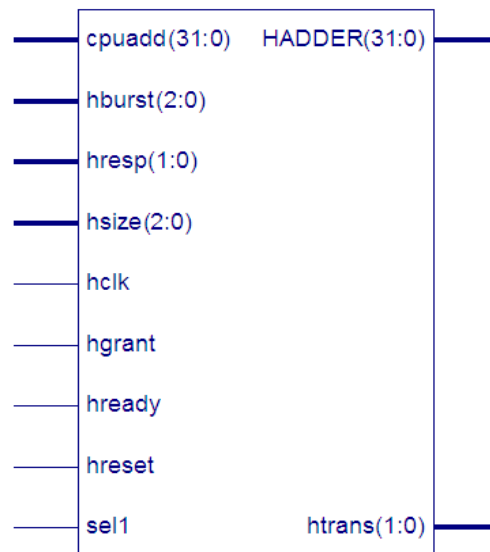 cpuadd(31:0) HADDER(31:0)
hburst(2:0)
hresp(1:0)
hsize(2:0)
hclk
hgrant
hready
hreset
sel1 htrans(1:0)